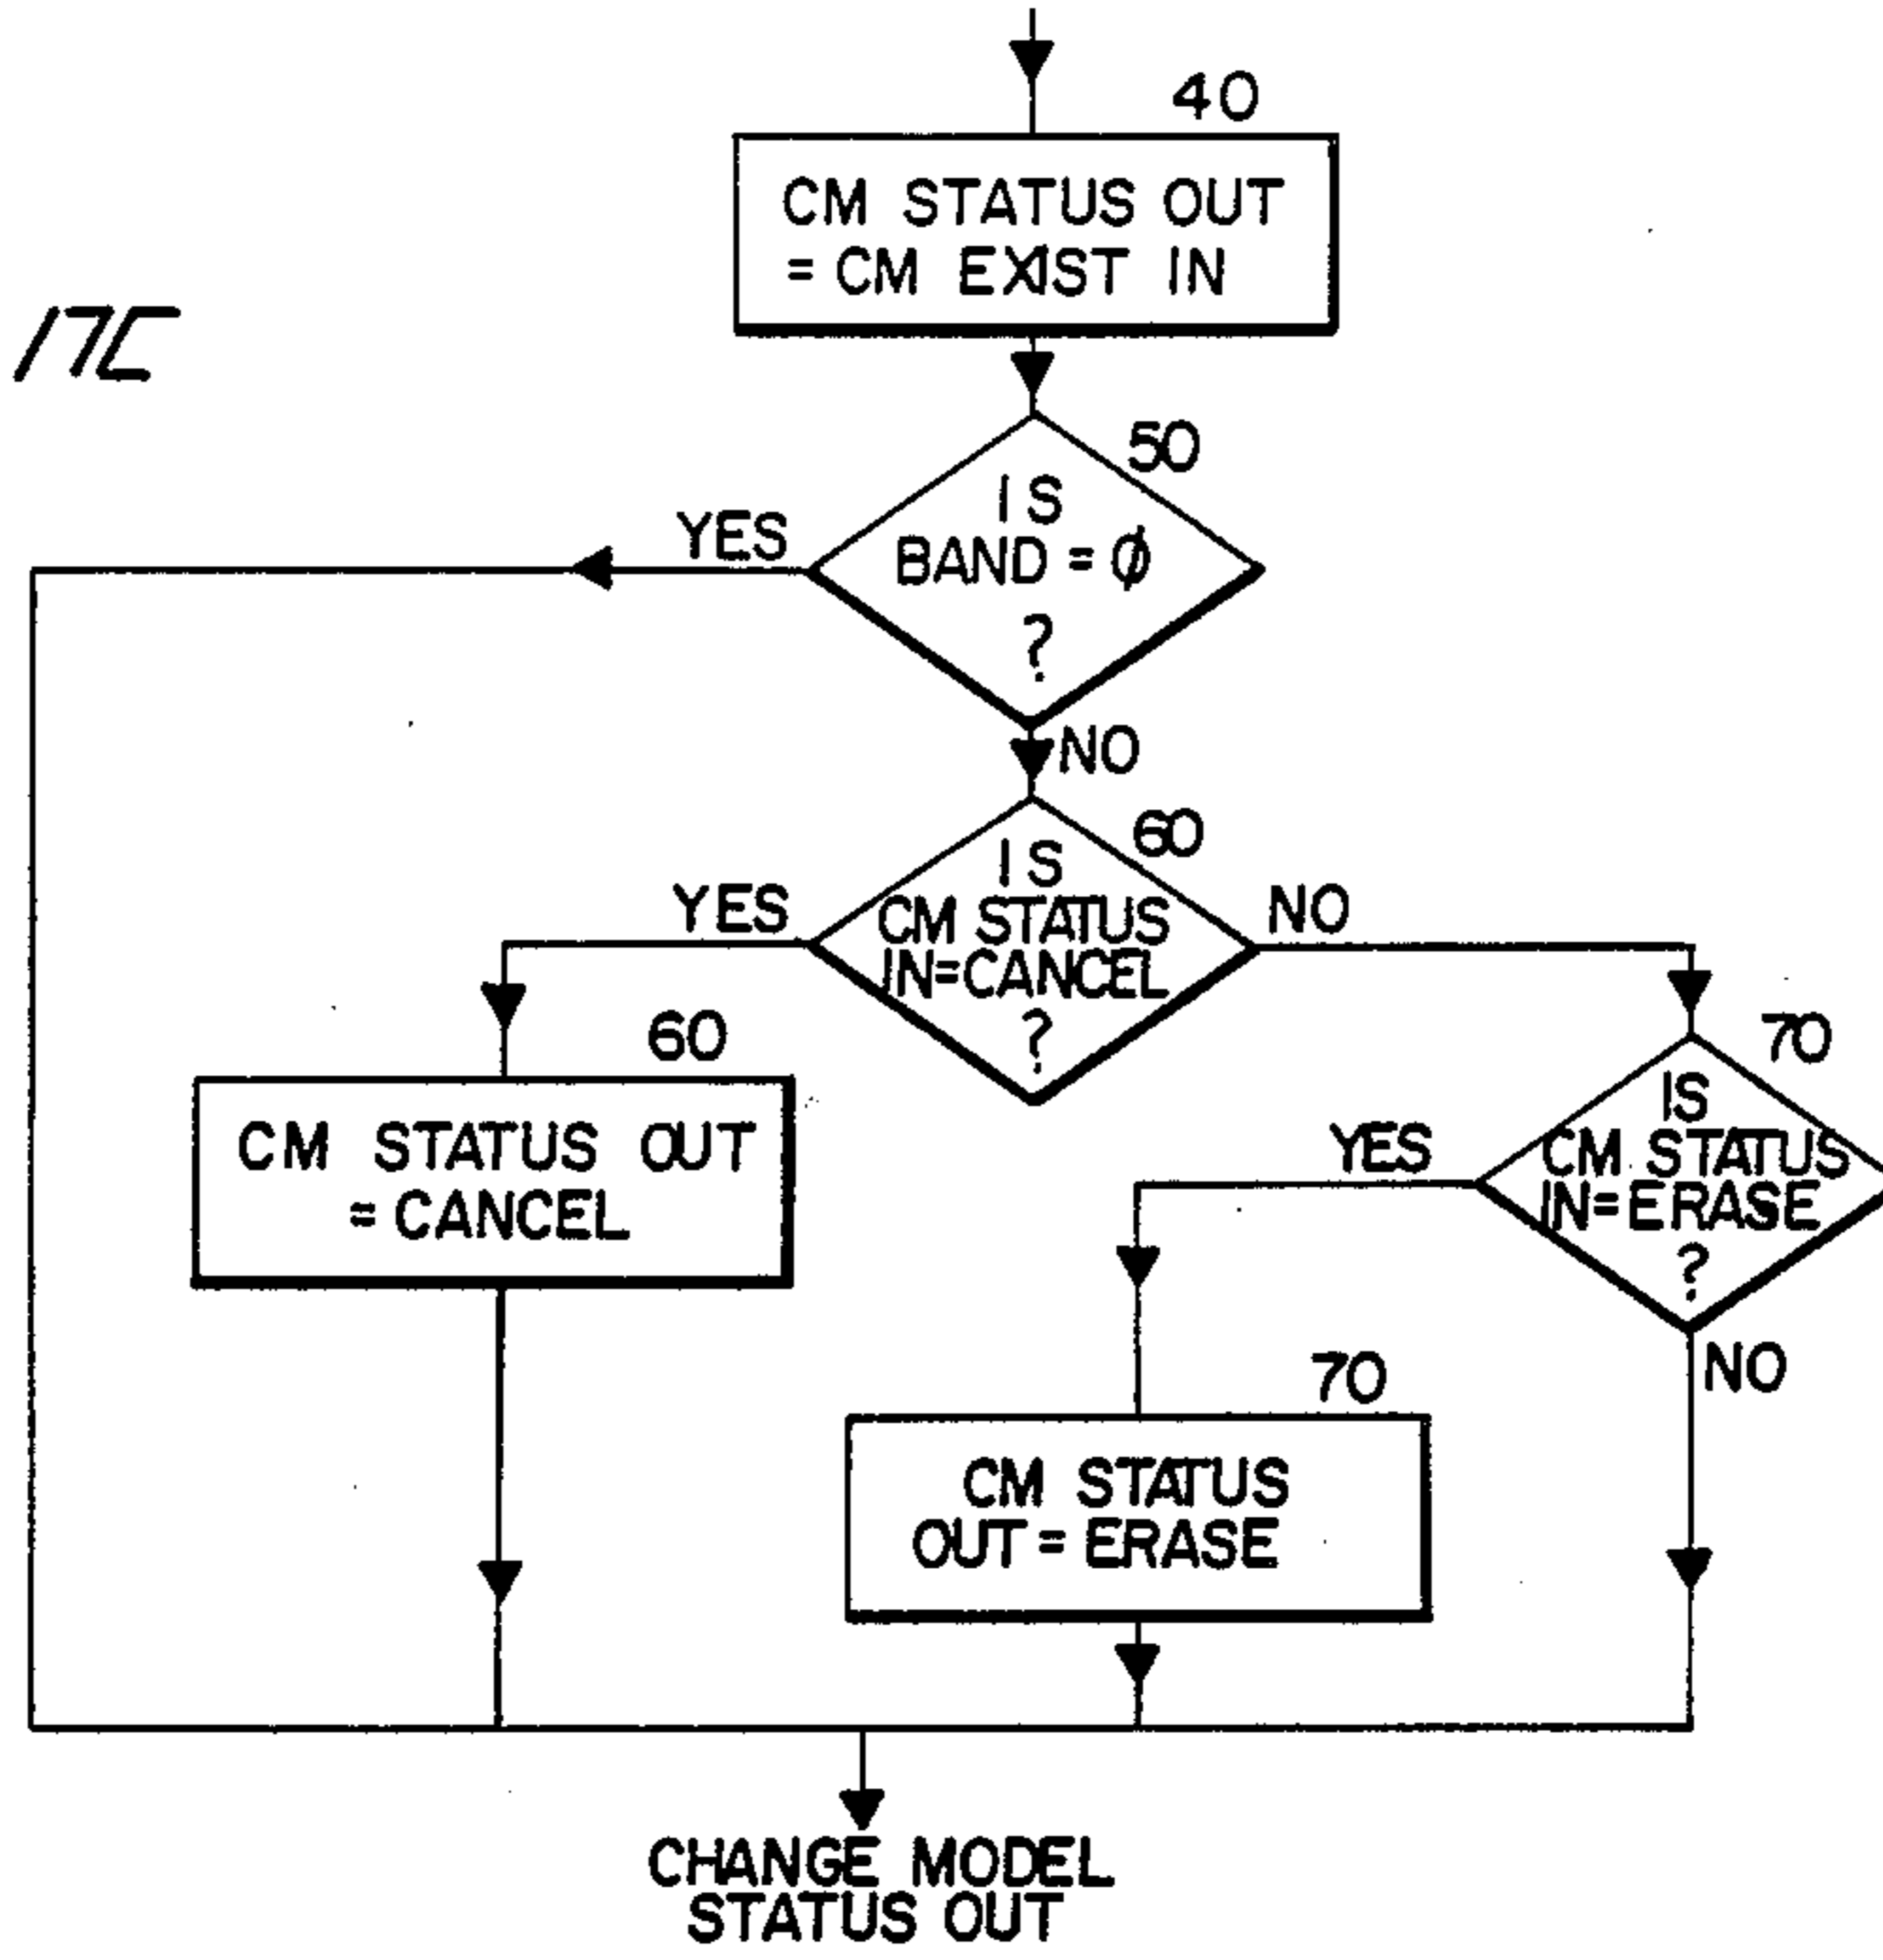 40
CM STATUS OUT
= CM EXIST IN
17C
50
IS
BAND = Ø
?
YES
NO
60
IS
CM STATUS
IN=CANCEL
?
YES
NO
60
CM STATUS OUT
= CANCEL
70
IS
CM STATUS
IN=ERASE
?
YES
NO
70
CM STATUS
OUT = ERASE
CHANGE MODEL
STATUS OUT